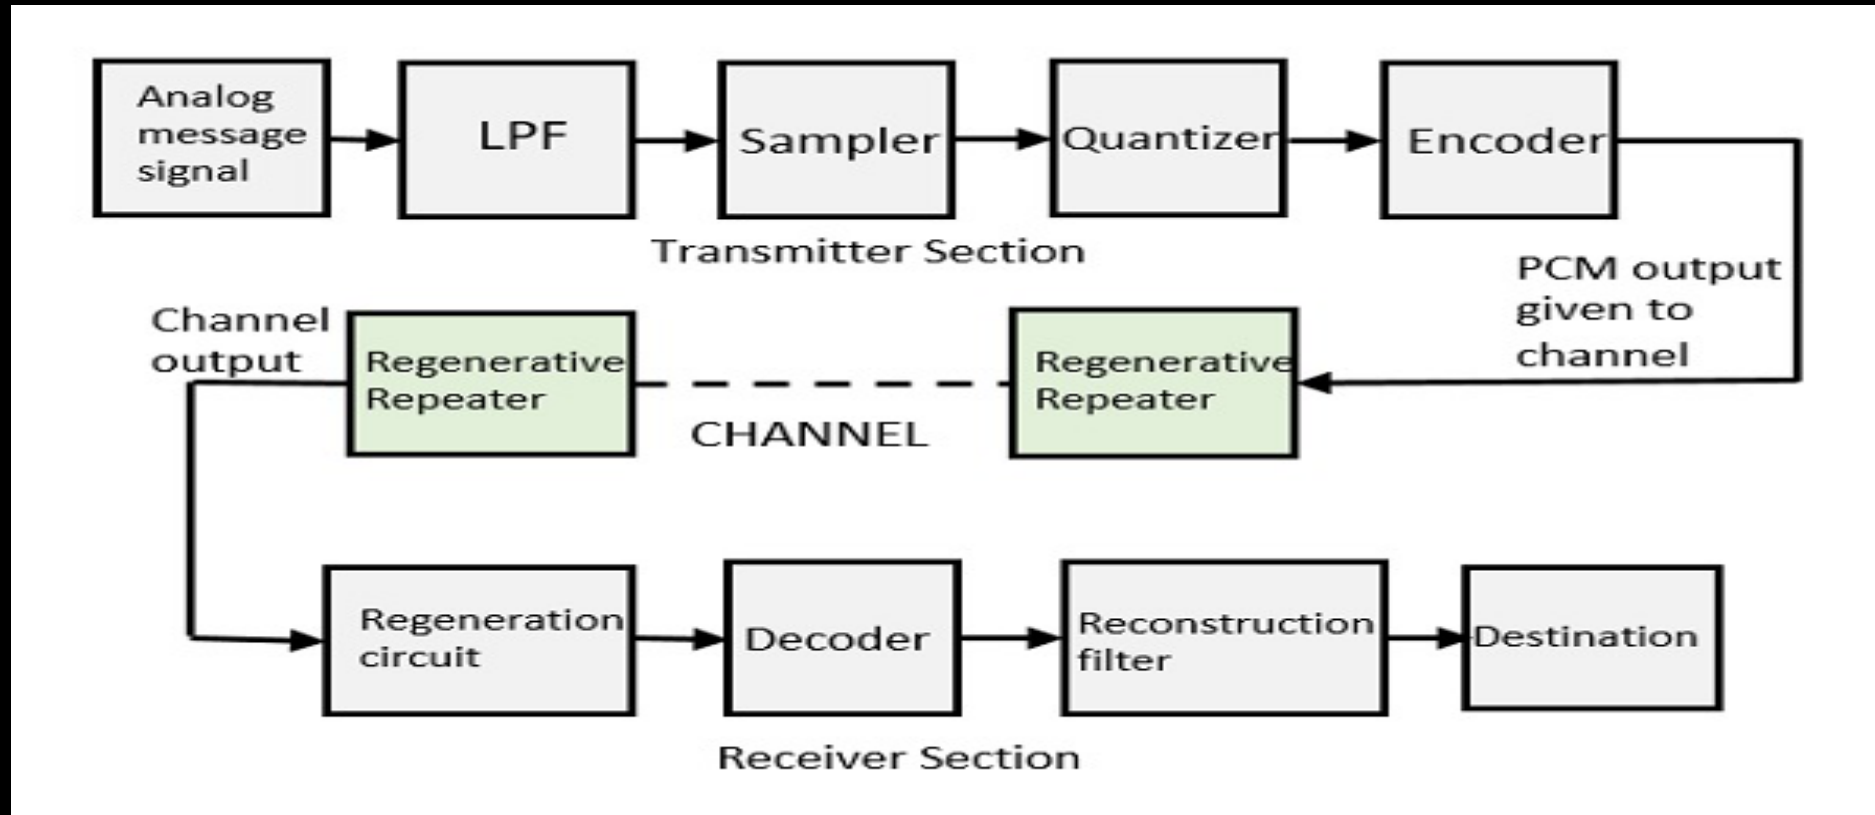 Analog
message
signal
LPF
Sampler
Quantizer
Encoder
Transmitter Section
PCM output
given to
channel
Channel
output
Regenerative
Repeater
CHANNEL
Regenerative
Repeater
Regeneration
circuit
Decoder
Reconstruction
filter
Destination
Receiver Section